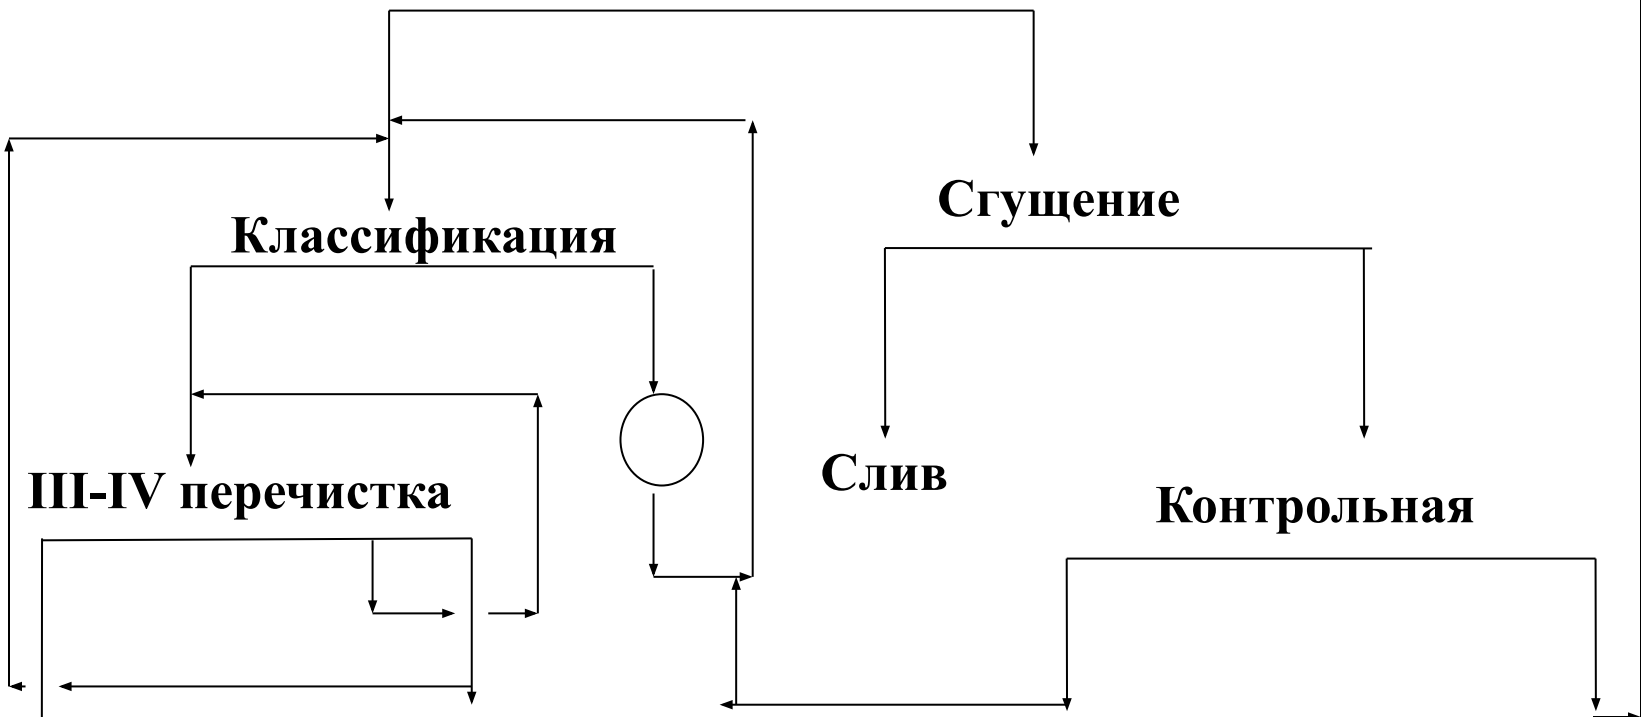 Сгущение
Классификация
Слив
III-IV перечистка
Контрольная